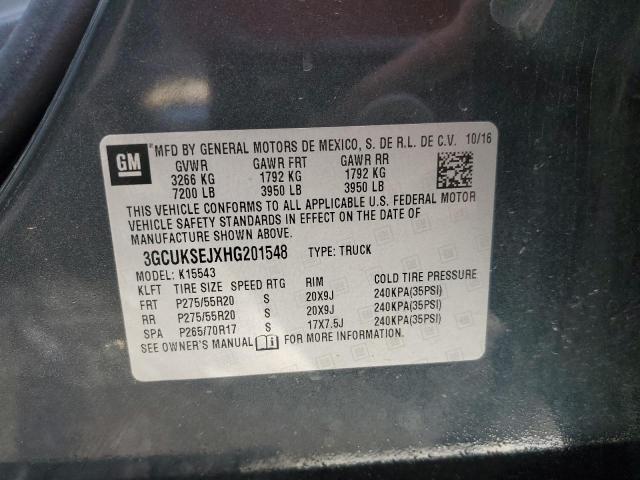 GM
MFD BY GENERAL MOTORS DE MEXICO, S. DE R.L. DE C.V. 10/16
GVWR GAWR FRT GAWR RR
3266 KG 1792 KG 1792 KG
7200 LB 3950 LB 3950 LB
THIS VEHICLE CONFORMS TO ALL APPLICABLE U.S. FEDERAL MOTOR
VEHICLE SAFETY STANDARDS IN EFFECT ON THE DATE OF
MANUFACTURE SHOWN ABOVE.
3GCUKSEJXHG201548 TYPE: TRUCK
MODEL: K15543
KLFT TIRE SIZE SPEED RTG RIM COLD TIRE PRESSURE
FRT P275/55R20 S 20X9J 240KPA(35PSI)
RR P275/55R20 S 20X9J 240KPA(35PSI)
SPA P265/70R17 S 17X7.5J 240KPA(35PSI)
SEE OWNER'S MANUAL FOR MORE INFORMATION.